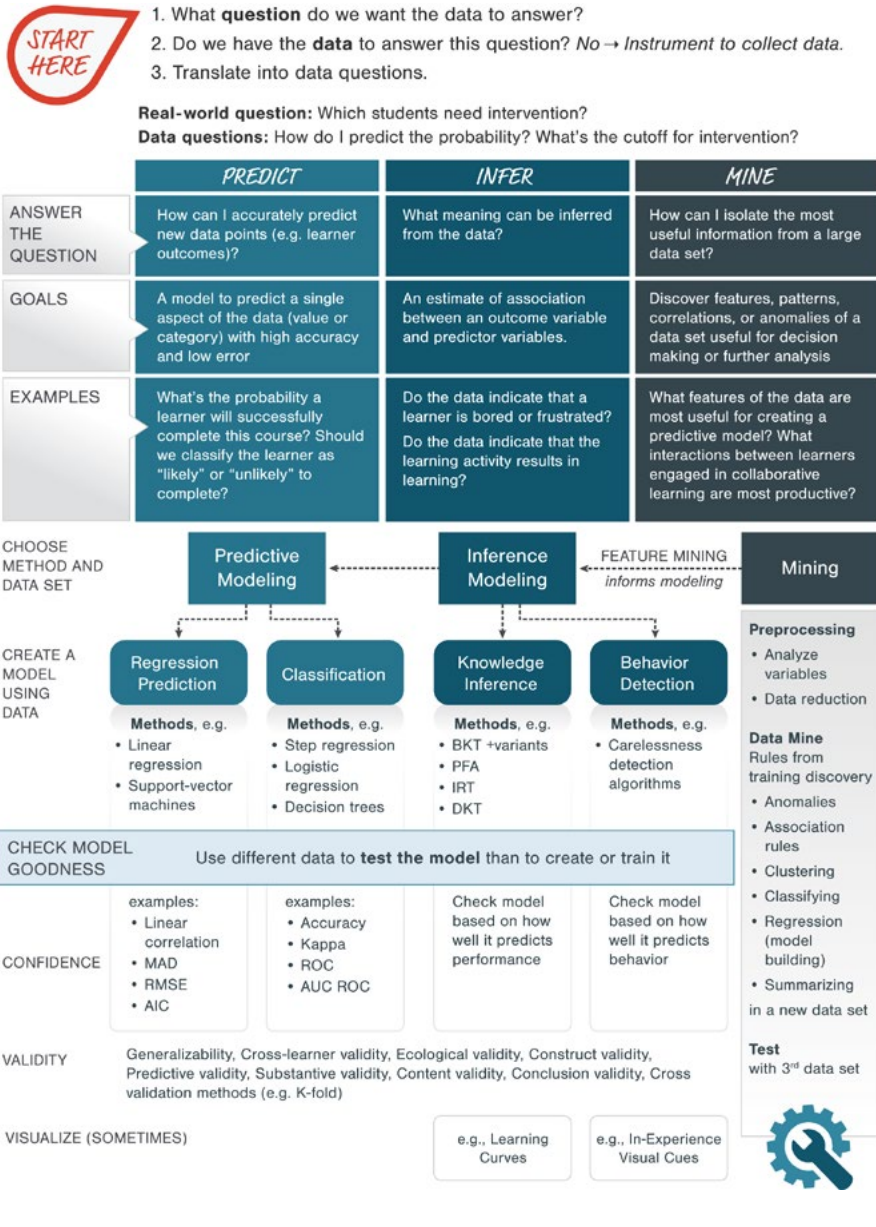 START
HERE
1. What question do we want the data to answer?
2. Do we have the data to answer this question? No → Instrument to collect data.
3. Translate into data questions.
Real-world question: Which students need intervention?
Data questions: How do I predict the probability? What's the cutoff for intervention?
PREDICT
INFER
MINE
ANSWER
THE
QUESTION
How can I accurately predict
new data points (e.g. learner
outcomes)?
What meaning can be inferred
from the data?
How can I isolate the most
useful information from a large
data set?
GOALS
A model to predict a single
aspect of the data (value or
category) with high accuracy
and low error
An estimate of association
between an outcome variable
and predictor variables.
Discover features, patterns,
correlations, or anomalies of a
data set useful for decision
making or further analysis
EXAMPLES
What's the probability a
learner will successfully
complete this course? Should
we classify the learner as
“likely” or “unlikely” to
complete?
Do the data indicate that a
learner is bored or frustrated?
Do the data indicate that the
learning activity results in
learning?
What features of the data are
most useful for creating a
predictive model? What
interactions between learners
engaged in collaborative
learning are most productive?
CHOOSE
METHOD AND
DATA SET
Predictive
Modeling
Inference
Modeling
FEATURE MINING
informs modeling
Mining
CREATE A
MODEL
USING
DATA
Regression
Prediction
Methods, e.g.
• Linear
regression
• Support-vector
machines
Classification
Methods, e.g.
• Step regression
• Logistic
regression
• Decision trees
Knowledge
Inference
Methods, e.g.
• BKT +variants
• PFA
• IRT
• DKT
Behavior
Detection
Methods, e.g.
• Carelessness
detection
algorithms
CHECK MODEL
GOODNESS
Use different data to test the model than to create or train it
CONFIDENCE
examples:
• Linear
correlation
• MAD
• RMSE
• AIC
examples:
• Accuracy
• Kappa
• ROC
• AUC ROC
Check model
based on how
well it predicts
performance
Check model
based on how
well it predicts
behavior
VALIDITY
Generalizability, Cross-learner validity, Ecological validity, Construct validity,
Predictive validity, Substantive validity, Content validity, Conclusion validity, Cross
validation methods (e.g. K-fold)
VISUALIZE (SOMETIMES)
e.g., Learning
Curves
e.g., In-Experience
Visual Cues
Preprocessing
• Analyze
variables
• Data reduction
Data Mine
Rules from
training discovery
• Anomalies
• Association
rules
• Clustering
• Classifying
• Regression
(model
building)
• Summarizing
in a new data set
Test
with 3rd data set